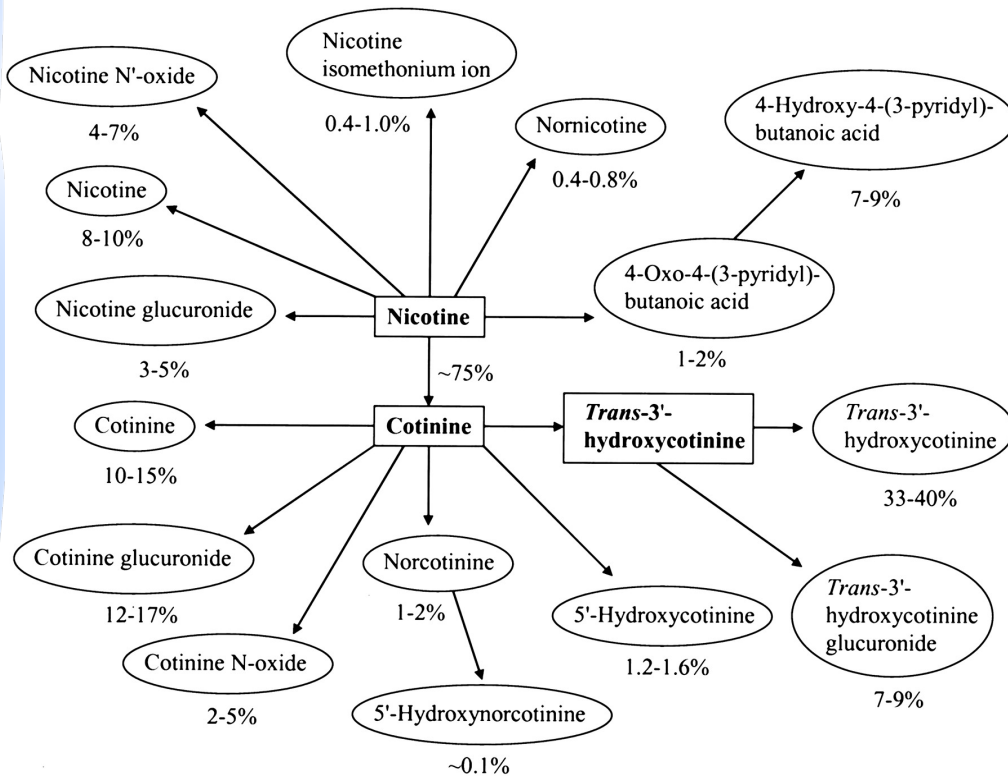 Nicotine
isomethonium ion
0.4-1.0%
Nicotine N'-oxide
4-7%
Nornicotine
0.4-0.8%
4-Hydroxy-4-(3-pyridyl)-
butanoic acid
7-9%
Nicotine
8-10%
4-Oxo-4-(3-pyridyl)-
butanoic acid
1-2%
Nicotine glucuronide
3-5%
Nicotine
~75%
Cotinine
10-15%
Cotinine
Trans-3'-
hydroxycotinine
Trans-3'-
hydroxycotinine
33-40%
Cotinine glucuronide
12-17%
Norcotinine
1-2%
5'-Hydroxycotinine
1.2-1.6%
Trans-3'-
hydroxycotinine
glucuronide
7-9%
Cotinine N-oxide
2-5%
5'-Hydroxynorcotinine
~0.1%